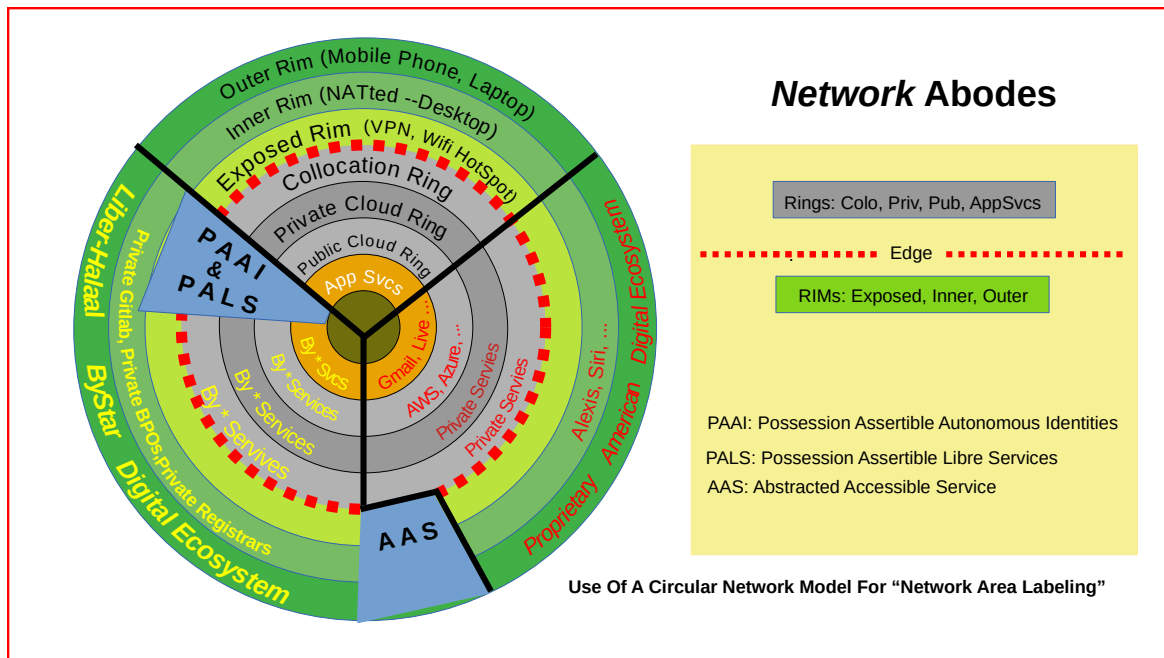 Network Abodes
Outer Rim (Mobile Phone, Laptop)
Inner Rim (NATted --Desktop)
Exposed Rim (VPN, Wifi HotSpot)
Collocation Ring
Private Cloud Ring
Public Cloud Ring
App Svcs
PAAI
&
PALS
Liber-Halaal ByStar Digital Ecosystem
Private Gitlab, Private BPOs,Private Registrars
By* Servives
By* Services
By* Services
By* Svcs
Gmail, Live ...
AWS, Azure, ...
Private Servies
Private Servies
Alexis, Siri, ...
Proprietary American Digital Ecosystem
AAS
Rings: Colo, Priv, Pub, AppSvcs
Edge
RIMs: Exposed, Inner, Outer
PAAI: Possession Assertible Autonomous Identities
PALS: Possession Assertible Libre Services
AAS: Abstracted Accessible Service
Use Of A Circular Network Model For “Network Area Labeling”